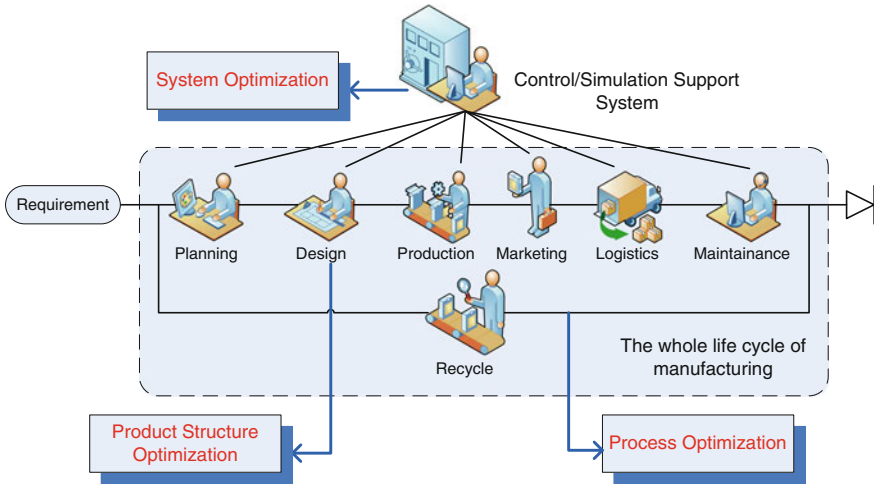 System Optimization
Control/Simulation Support
System
Requirement
Planning
Design
Production
Marketing
Logistics
Maintainance
Recycle
The whole life cycle of
manufacturing
Product Structure
Optimization
Process Optimization